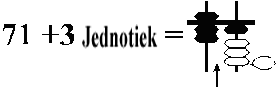 71 +3 Jednotiek =